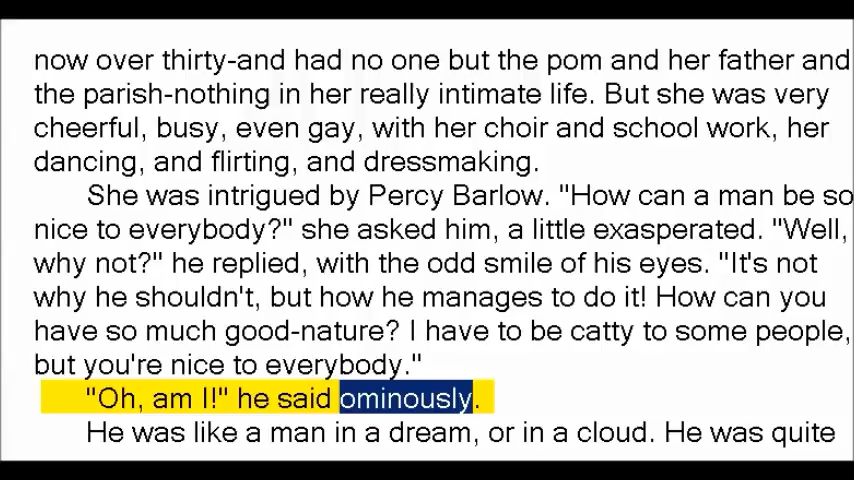 now over thirty-and had no one but the pom and her father and
the parish-nothing in her really intimate life. But she was very
cheerful, busy, even gay, with her choir and school work, her
dancing, and flirting, and dressmaking.
She was intrigued by Percy Barlow. "How can a man be so
nice to everybody?" she asked him, a little exasperated. "Well,
why not?" he replied, with the odd smile of his eyes. "It's not
why he shouldn't, but how he manages to do it! How can you
have so much good-nature? I have to be catty to some people,
but you're nice to everybody."
"Oh, am I!" he said ominously.
He was like a man in a dream, or in a cloud. He was quite